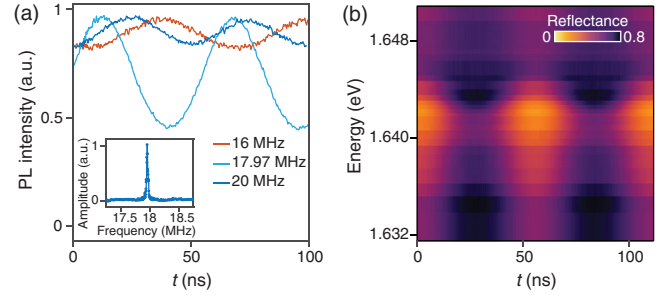 (a)
1
0.5
0
PL intensity (a.u.)
16 MHz
17.97 MHz
20 MHz
Amplitude (a.u.)
1
0
17.5 18 18.5
Frequency (MHz)
0 50 100
t (ns)
(b)
Reflectance
0 0.8
Energy (eV)
1.648
1.640
1.632
0 50 100
t (ns)